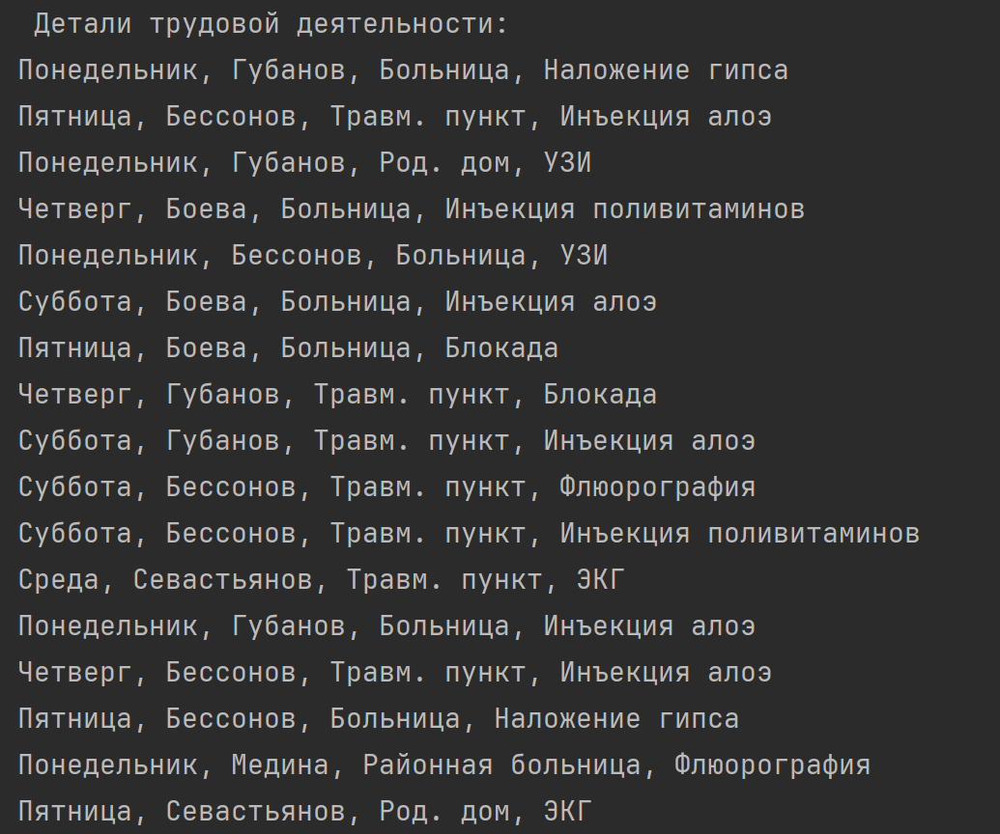 Детали трудовой деятельности:
Понедельник, Губанов, Больница, Наложение гипса
Пятница, Бессонов, Травм. пункт, Инъекция алоэ
Понедельник, Губанов, Род. дом, УЗИ
Четверг, Боева, Больница, Инъекция поливитаминов
Понедельник, Бессонов, Больница, УЗИ
Суббота, Боева, Больница, Инъекция алоэ
Пятница, Боева, Больница, Блокада
Четверг, Губанов, Травм. пункт, Блокада
Суббота, Губанов, Травм. пункт, Инъекция алоэ
Суббота, Бессонов, Травм. пункт, Флюорография
Суббота, Бессонов, Травм. пункт, Инъекция поливитаминов
Среда, Севастьянов, Травм. пункт, ЭКГ
Понедельник, Губанов, Больница, Инъекция алоэ
Четверг, Бессонов, Травм. пункт, Инъекция алоэ
Пятница, Бессонов, Больница, Наложение гипса
Понедельник, Медина, Районная больница, Флюорография
Пятница, Севастьянов, Род. дом, ЭКГ